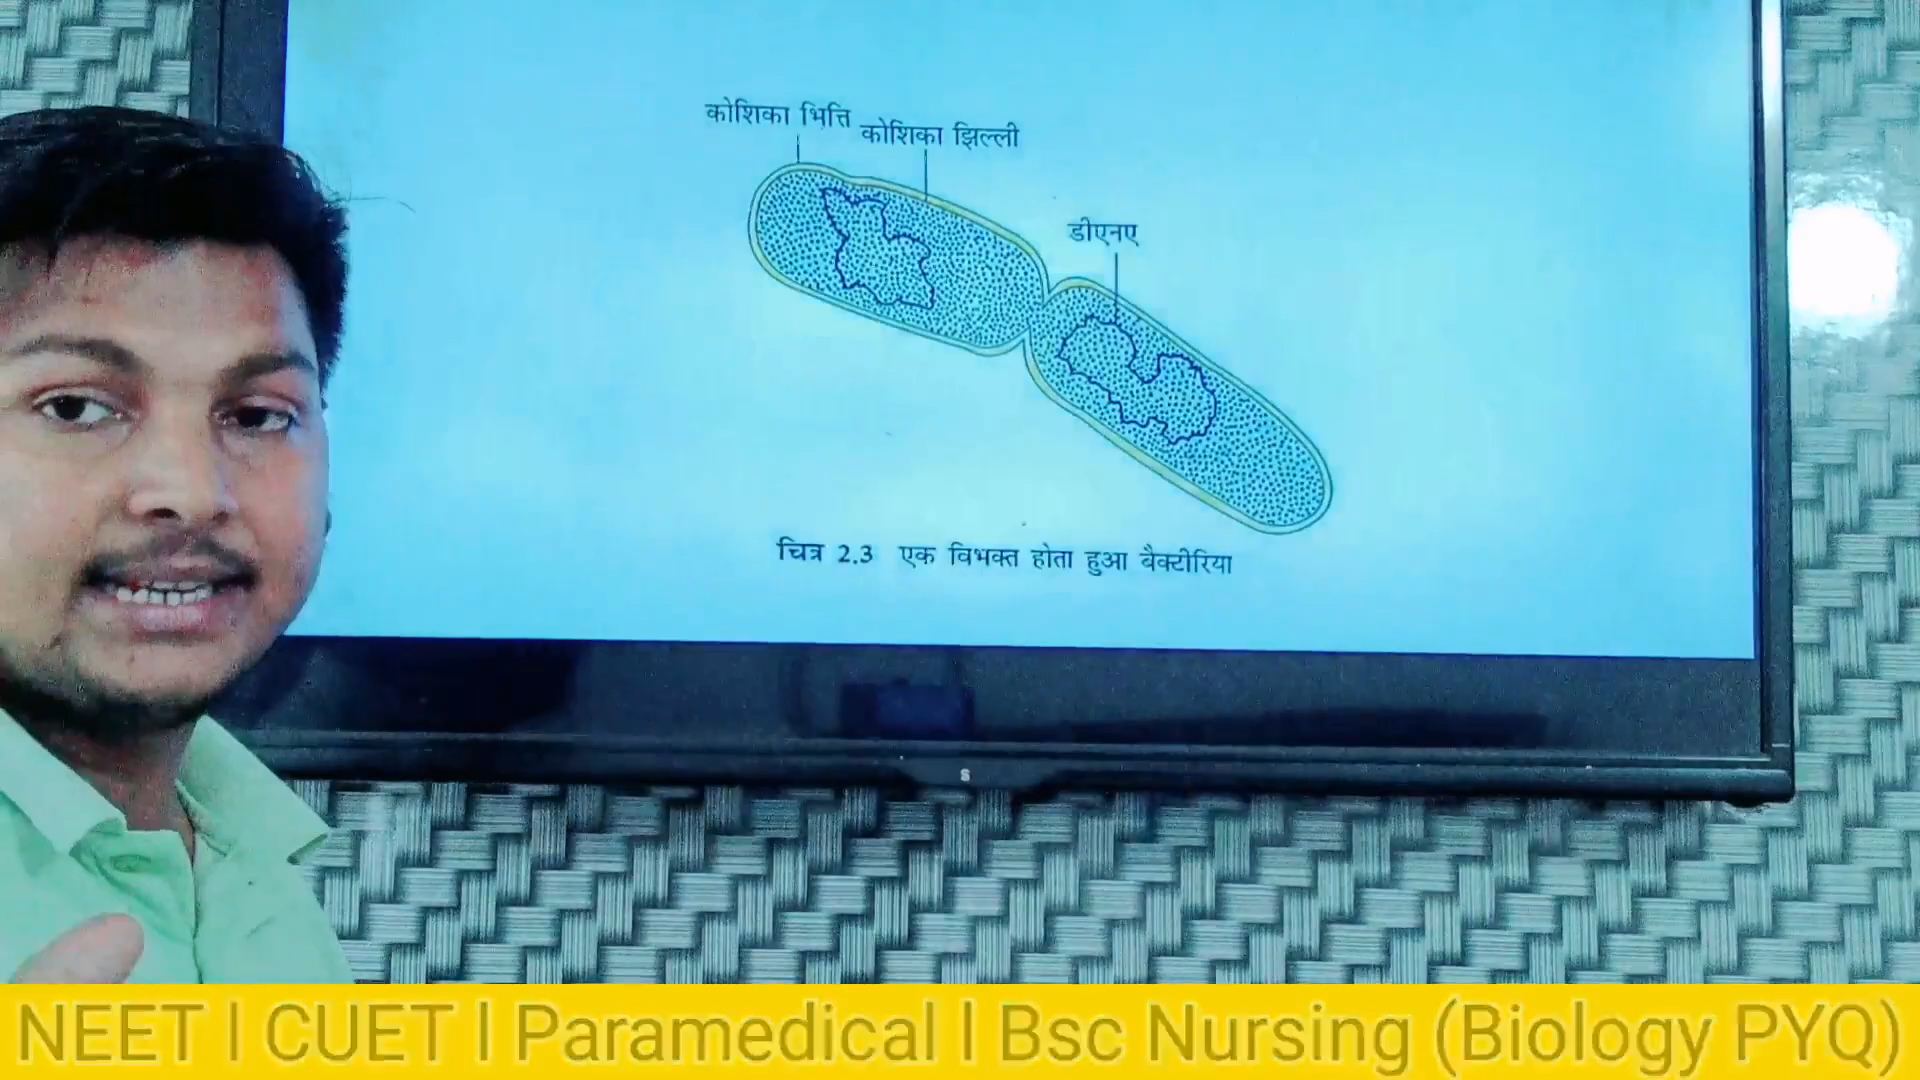 कोशिका भित्ति
कोशिका झिल्ली
डीएनए
चित्र 2.3 एक विभक्त होता हुआ बैक्टीरिया
S
NEET l CUET l Paramedical l Bsc Nursing (Biology PYQ)